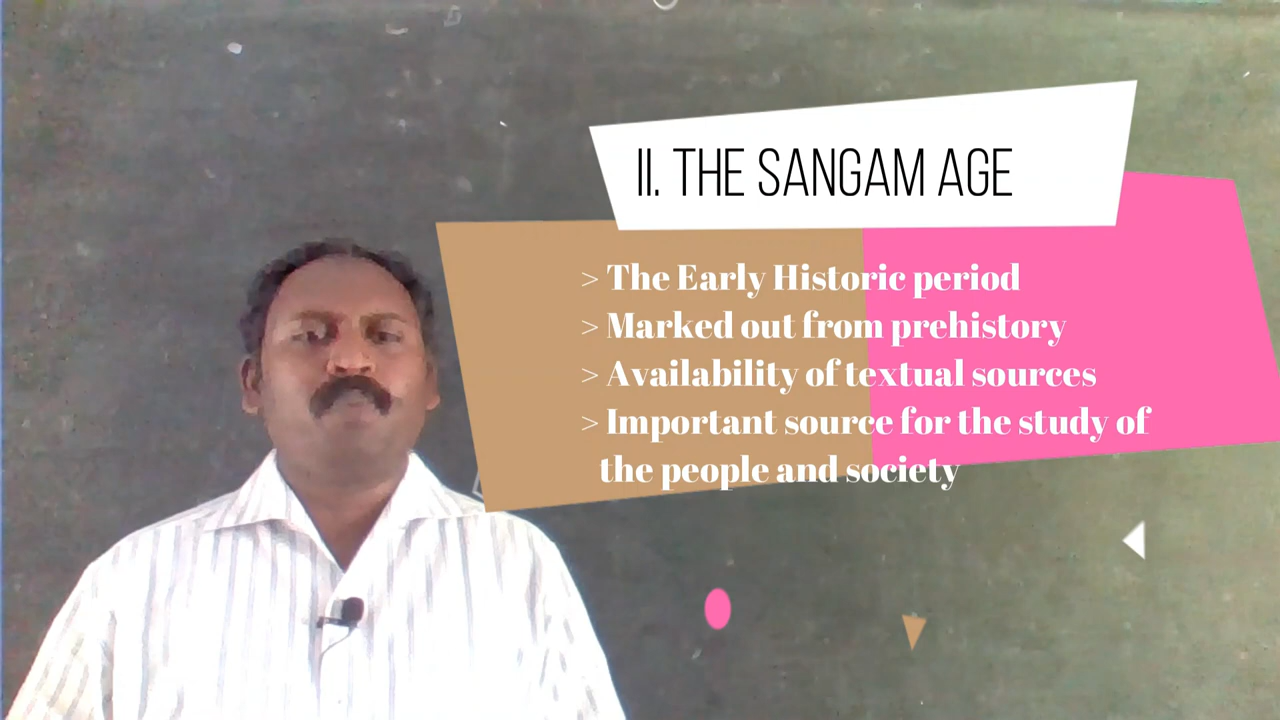 II. THE SANGAM AGE
> The Early Historic period
> Marked out from prehistory
> Availability of textual sources
> Important source for the study of
the people and society